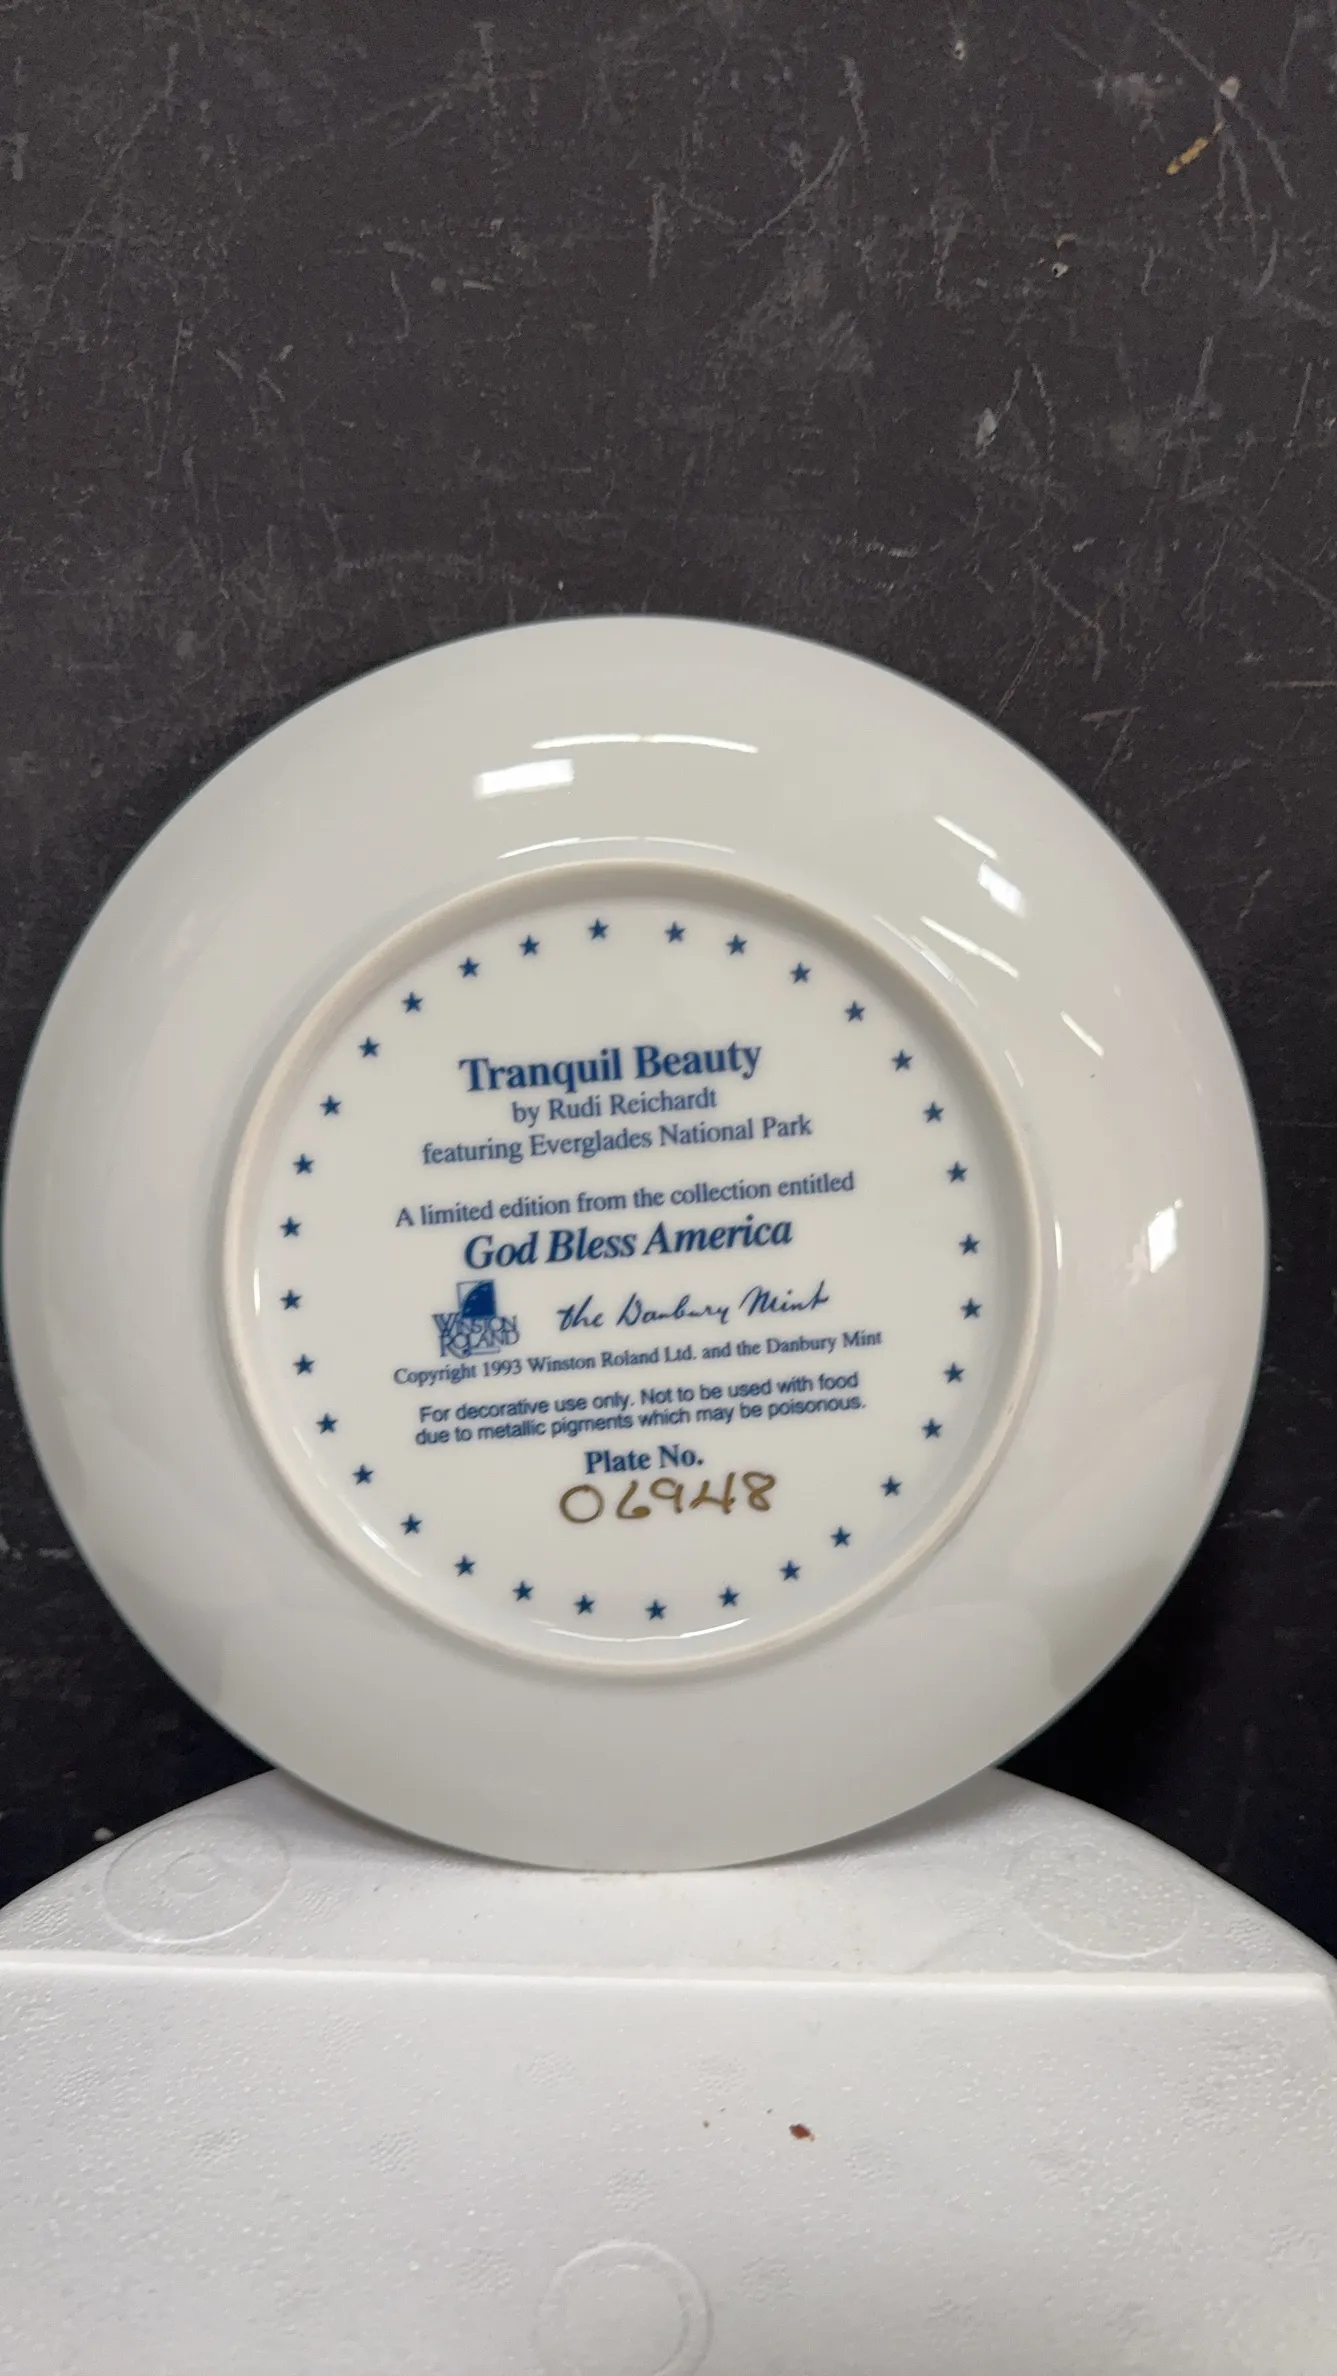 Tranquil Beauty
by Rudi Reichardt
featuring Everglades National Park
A limited edition from the collection entitled
God Bless America
WINSTON
ROLAND
the Danbury Mint
Copyright 1993 Winston Roland Ltd. and the Danbury Mint
For decorative use only. Not to be used with food
due to metallic pigments which may be poisonous.
Plate No.
06948